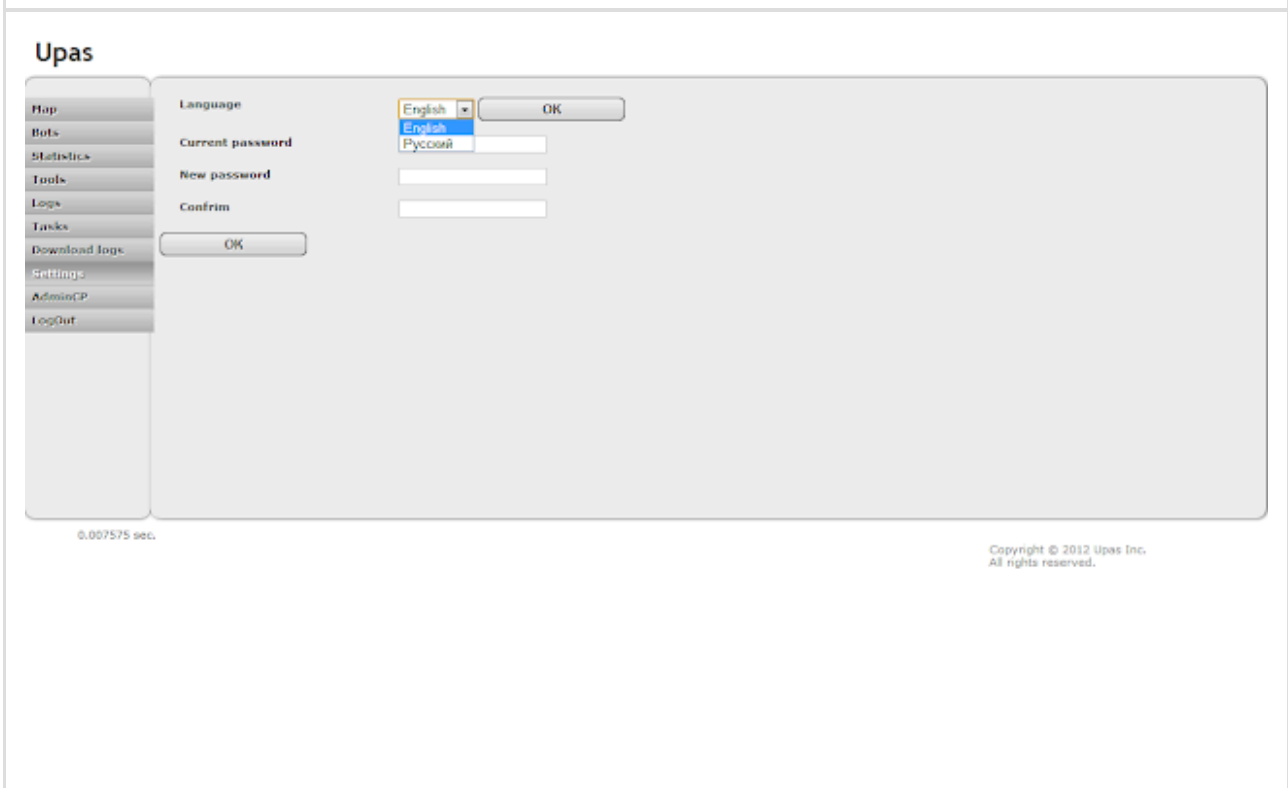 Upas
Map
Bots
Statistics
Tools
Logs
Tasks
Download logs
Settings
AdminCP
LogOut
Language
English
OK
English
Русский
Current password
New password
Confrim
OK
0.007575 sec.
Copyright © 2012 Upas Inc.
All rights reserved.